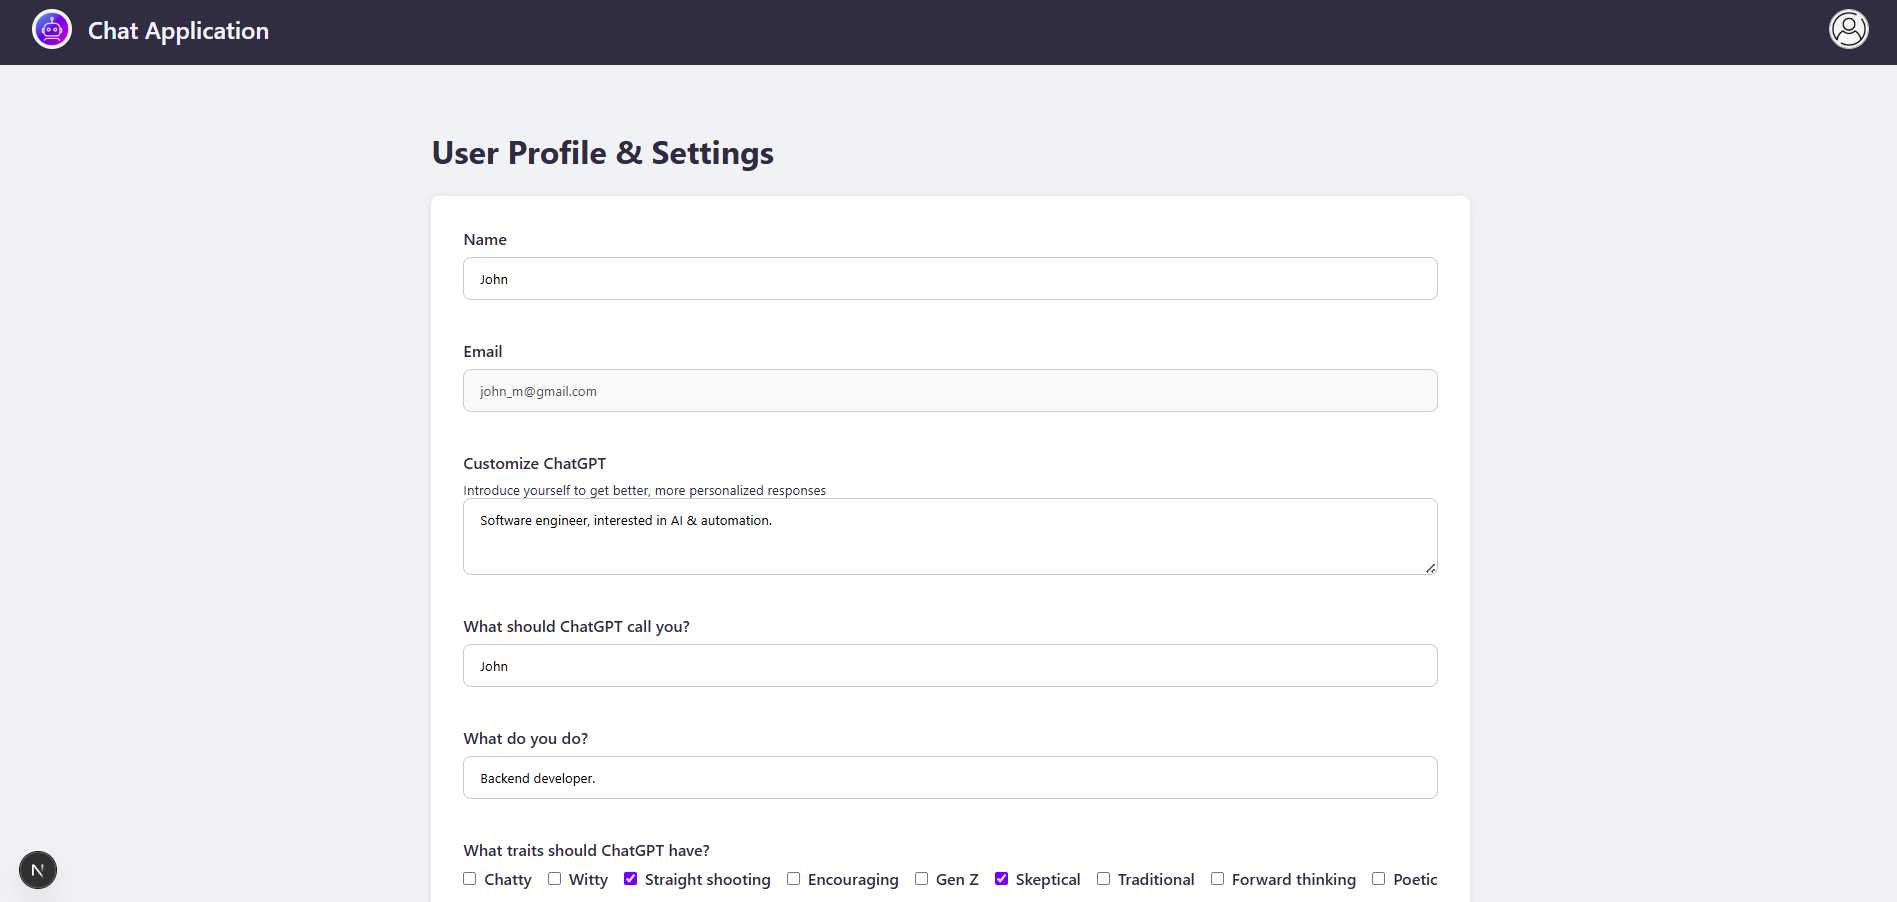 Chat Application
User Profile & Settings
Name
John
Email
john_m@gmail.com
Customize ChatGPT
Introduce yourself to get better, more personalized responses
Software engineer, interested in AI & automation.
What should ChatGPT call you?
John
What do you do?
Backend developer.
What traits should ChatGPT have?
Chatty Witty Straight shooting Encouraging Gen Z Skeptical Traditional Forward thinking Poetic
N